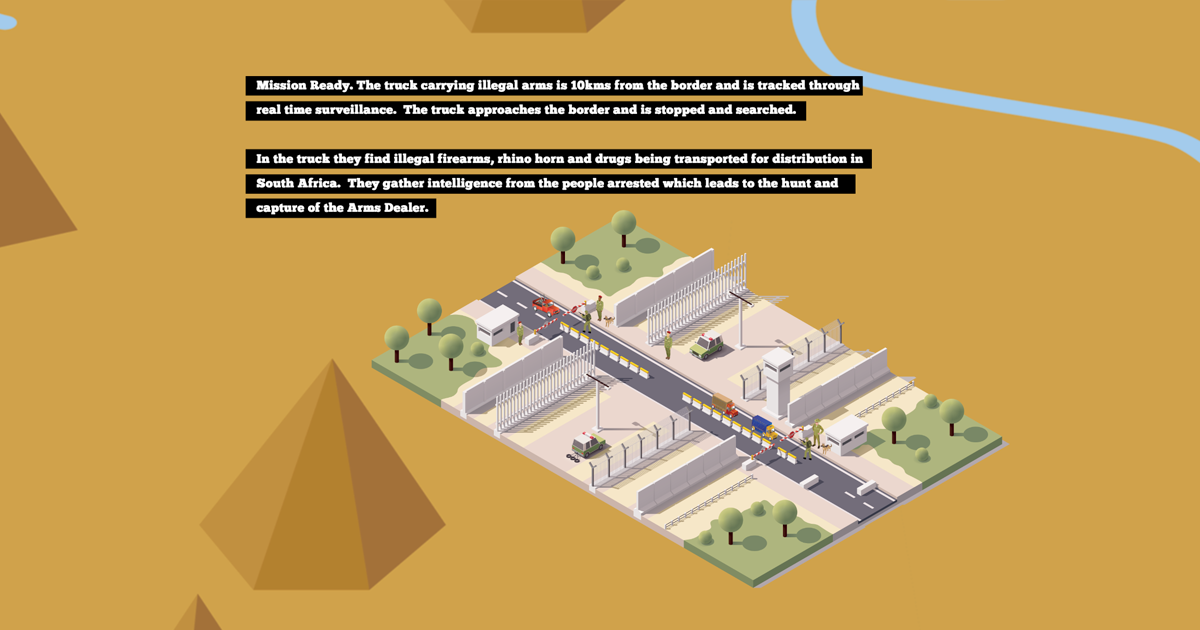 Mission Ready. The truck carrying illegal arms is 10kms from the border and is tracked through
real time surveillance.  The truck approaches the border and is stopped and searched.
In the truck they find illegal firearms, rhino horn and drugs being transported for distribution in
South Africa.  They gather intelligence from the people arrested which leads to the hunt and
capture of the Arms Dealer.